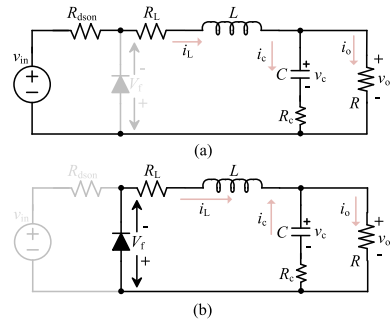 R_dson R_L L
i_L i_c i_o
v_in + − - V_f + C + v_c - R_c R + v_o -
(a)
R_dson R_L L
i_L i_c i_o
v_in + − - V_f + C + v_c - R_c R + v_o -
(b)